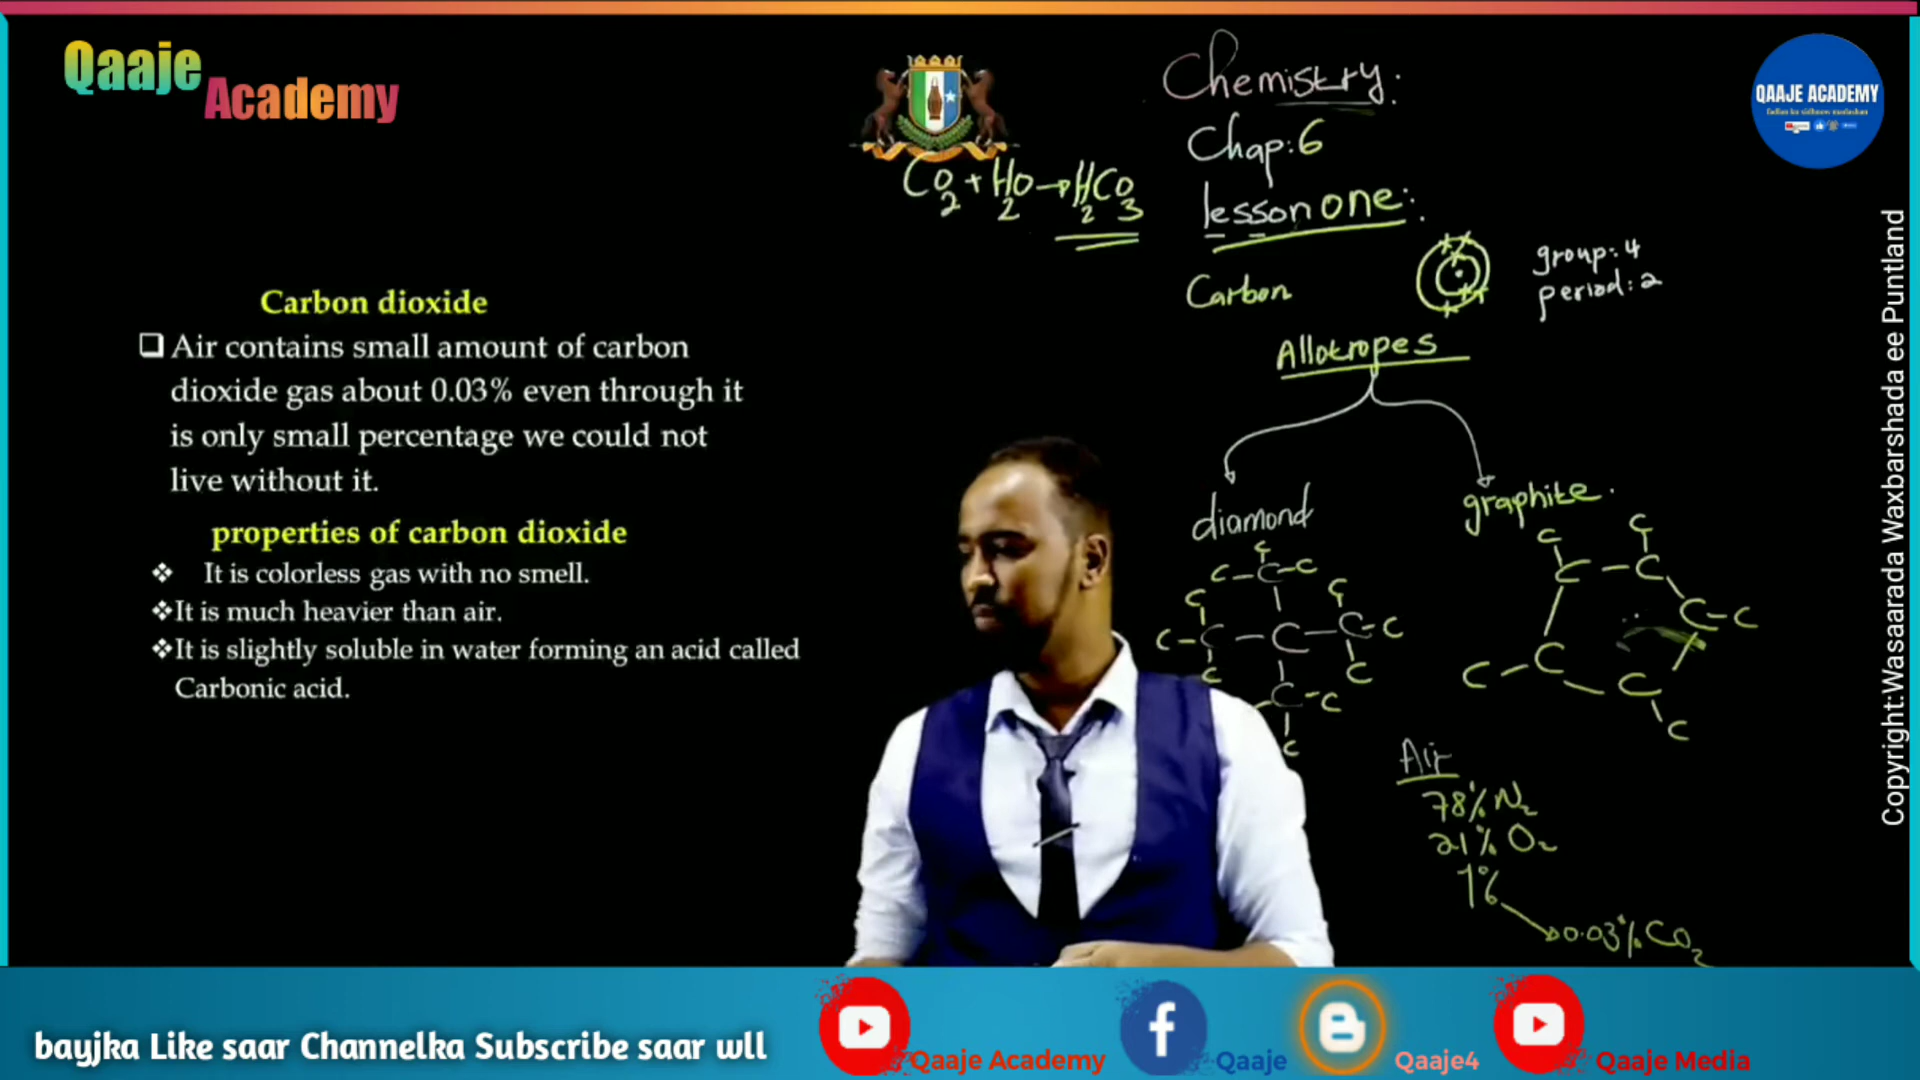 Qaaje
Academy
Chemistry:
Chap:6
lesson one:
CO2 + H2O → H2CO3
QAAJE ACADEMY
Carbon
group:4
period:2
Allotropes
diamond
graphite.
C
C-C-C
C C
C-C-C-C-C
C C
C-C
C
C C
C-C
C-C
C-C-C
C
Carbon dioxide
❑ Air contains small amount of carbon
dioxide gas about 0.03% even through it
is only small percentage we could not
live without it.
properties of carbon dioxide
❖ It is colorless gas with no smell.
❖It is much heavier than air.
❖It is slightly soluble in water forming an acid called
Carbonic acid.
Air
78% N2
21% O2
1%
0.03% CO2
Copyright:Wasaarada Waxbarshada ee Puntland
bayjka Like saar Channelka Subscribe saar wll
Qaaje Academy
Qaaje
Qaaje4
Qaaje Media